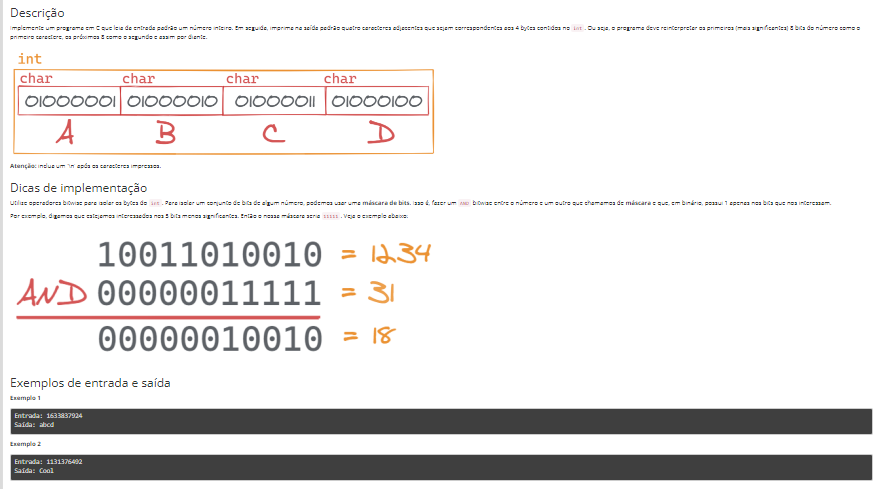 Descrição
Implemente um programa em C que leia da entrada padrão um número inteiro. Em seguida, imprima na saída padrão quatro caracteres adjacentes que sejam correspondentes aos 4 bytes contidos no int . Ou seja, o programa deve reinterpretar os primeiros (mais significantes) 8 bits do número como o
primeiro caractere, os próximos 8 como o segundo e assim por diante.
int
char char char char
01000001 01000010 01000011 01000100
A B C D
Atenção: inclua um '\n' após os caracteres impressos.
Dicas de implementação
Utilize operadores bitwise para isolar os bytes do int . Para isolar um conjunto de bits de algum número, podemos usar uma máscara de bits. Isso é, fazer um AND bitwise entre o número e um outro que chamamos de máscara e que, em binário, possui 1 apenas nos bits que nos interessam.
Por exemplo, digamos que estejamos interessados nos 5 bits menos significantes. Então o nossa máscara seria 11111 . Veja o exemplo abaixo:
10011010010 = 1234
AND 00000011111 = 31
00000010010 = 18
Exemplos de entrada e saída
Exemplo 1
Entrada: 1633837924
Saída: abcd
Exemplo 2
Entrada: 1131376492
Saída: Cool